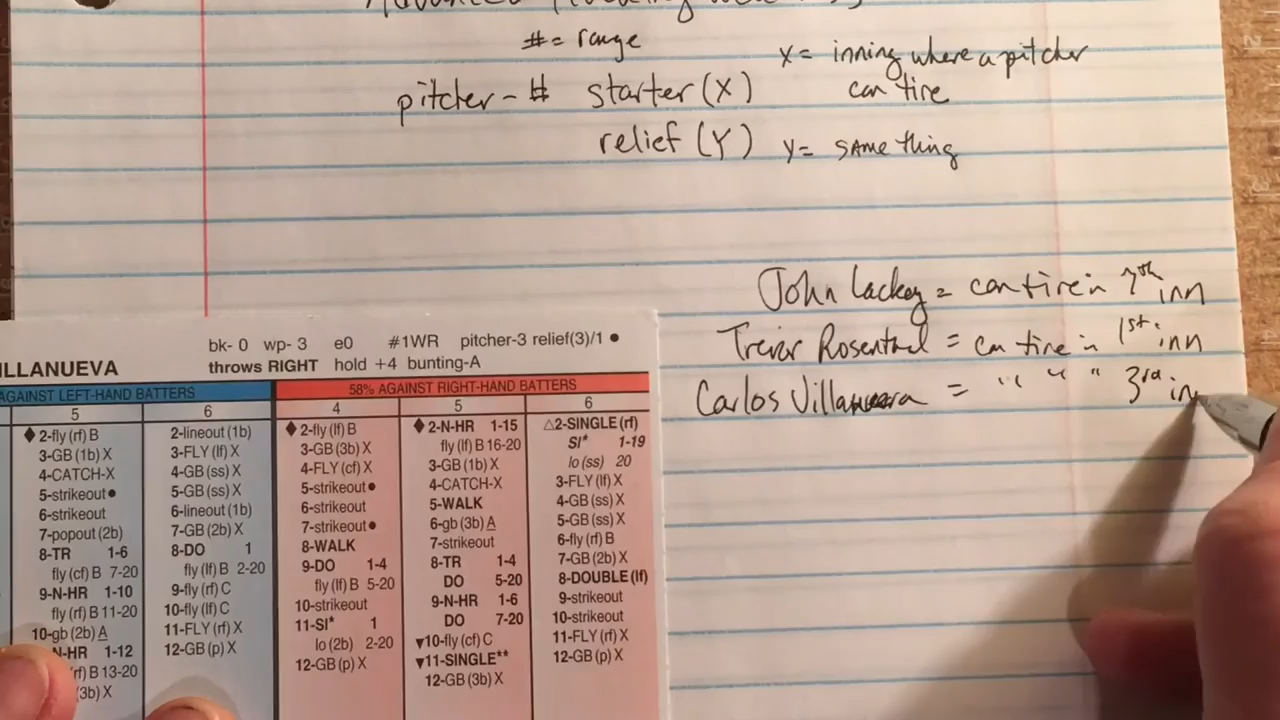 # = range
x = inning where a pitcher
can tire
pitcher - # starter (X)
relief (Y) y = same thing
John Lackey = can tire in 7th inn
Trevor Rosenthal = can tire in 1st inn
Carlos Villanueva = " " " 3rd in
ILLANUEVA
bk- 0 wp- 3 e0 #1WR pitcher-3 relief(3)/1 ●
throws RIGHT hold +4 bunting-A
AGAINST LEFT-HAND BATTERS
5 6
◆ 2-fly (rf) B
3-GB (1b) X
4-CATCH-X
5-strikeout ●
6-strikeout
7-popout (2b)
8-TR 1-6
fly (cf) B 7-20
9-N-HR 1-10
fly (rf) B 11-20
10-gb (2b) A
N-HR 1-12
rf) B 13-20
(3b) X
2-lineout (1b)
3-FLY (lf) X
4-GB (ss) X
5-GB (ss) X
6-lineout (1b)
7-GB (2b) X
8-DO 1
fly (lf) B 2-20
9-fly (rf) C
10-fly (lf) C
11-FLY (rf) X
12-GB (p) X
58% AGAINST RIGHT-HAND BATTERS
4 5 6
◆ 2-fly (lf) B
3-GB (3b) X
4-FLY (cf) X
5-strikeout ●
6-strikeout
7-strikeout ●
8-WALK
9-DO 1-4
fly (lf) B 5-20
10-strikeout
11-SI* 1
lo (2b) 2-20
12-GB (p) X
◆ 2-N-HR 1-15
fly (lf) B 16-20
3-GB (1b) X
4-CATCH-X
5-WALK
6-gb (3b) A
7-strikeout
8-TR 1-4
DO 5-20
9-N-HR 1-6
DO 7-20
▼10-fly (cf) C
▼11-SINGLE**
12-GB (3b) X
△2-SINGLE (rf)
SI* 1-19
lo (ss) 20
3-FLY (lf) X
4-GB (ss) X
5-GB (ss) X
6-fly (rf) B
7-GB (2b) X
8-DOUBLE (lf)
9-strikeout
10-strikeout
11-FLY (rf) X
12-GB (p) X